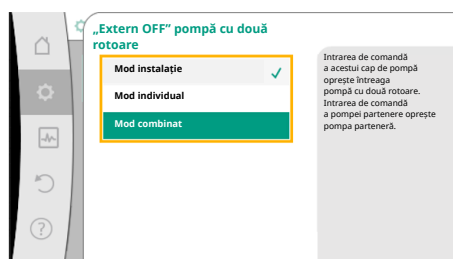 „Extern OFF” pompă cu două
rotoare
Mod instalație
Mod individual
Mod combinat
Intrarea de comandă
a acestui cap de pompă
oprește întreaga
pompă cu două rotoare.
Intrarea de comandă
a pompei partenere oprește
pompa parteneră.